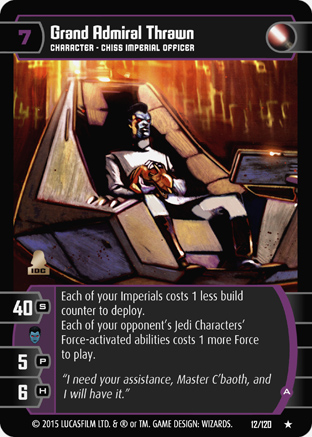 7
Grand Admiral Thrawn
CHARACTER - CHISS IMPERIAL OFFICER
IDC
40 S
Each of your Imperials costs 1 less build
counter to deploy.
Each of your opponent's Jedi Characters'
Force-activated abilities costs 1 more Force
to play.
5 P
6 H
"I need your assistance, Master C'baoth, and
I will have it."
A
© 2015 LUCASFILM LTD. & ® or TM. GAME DESIGN: WIZARDS.
12/120